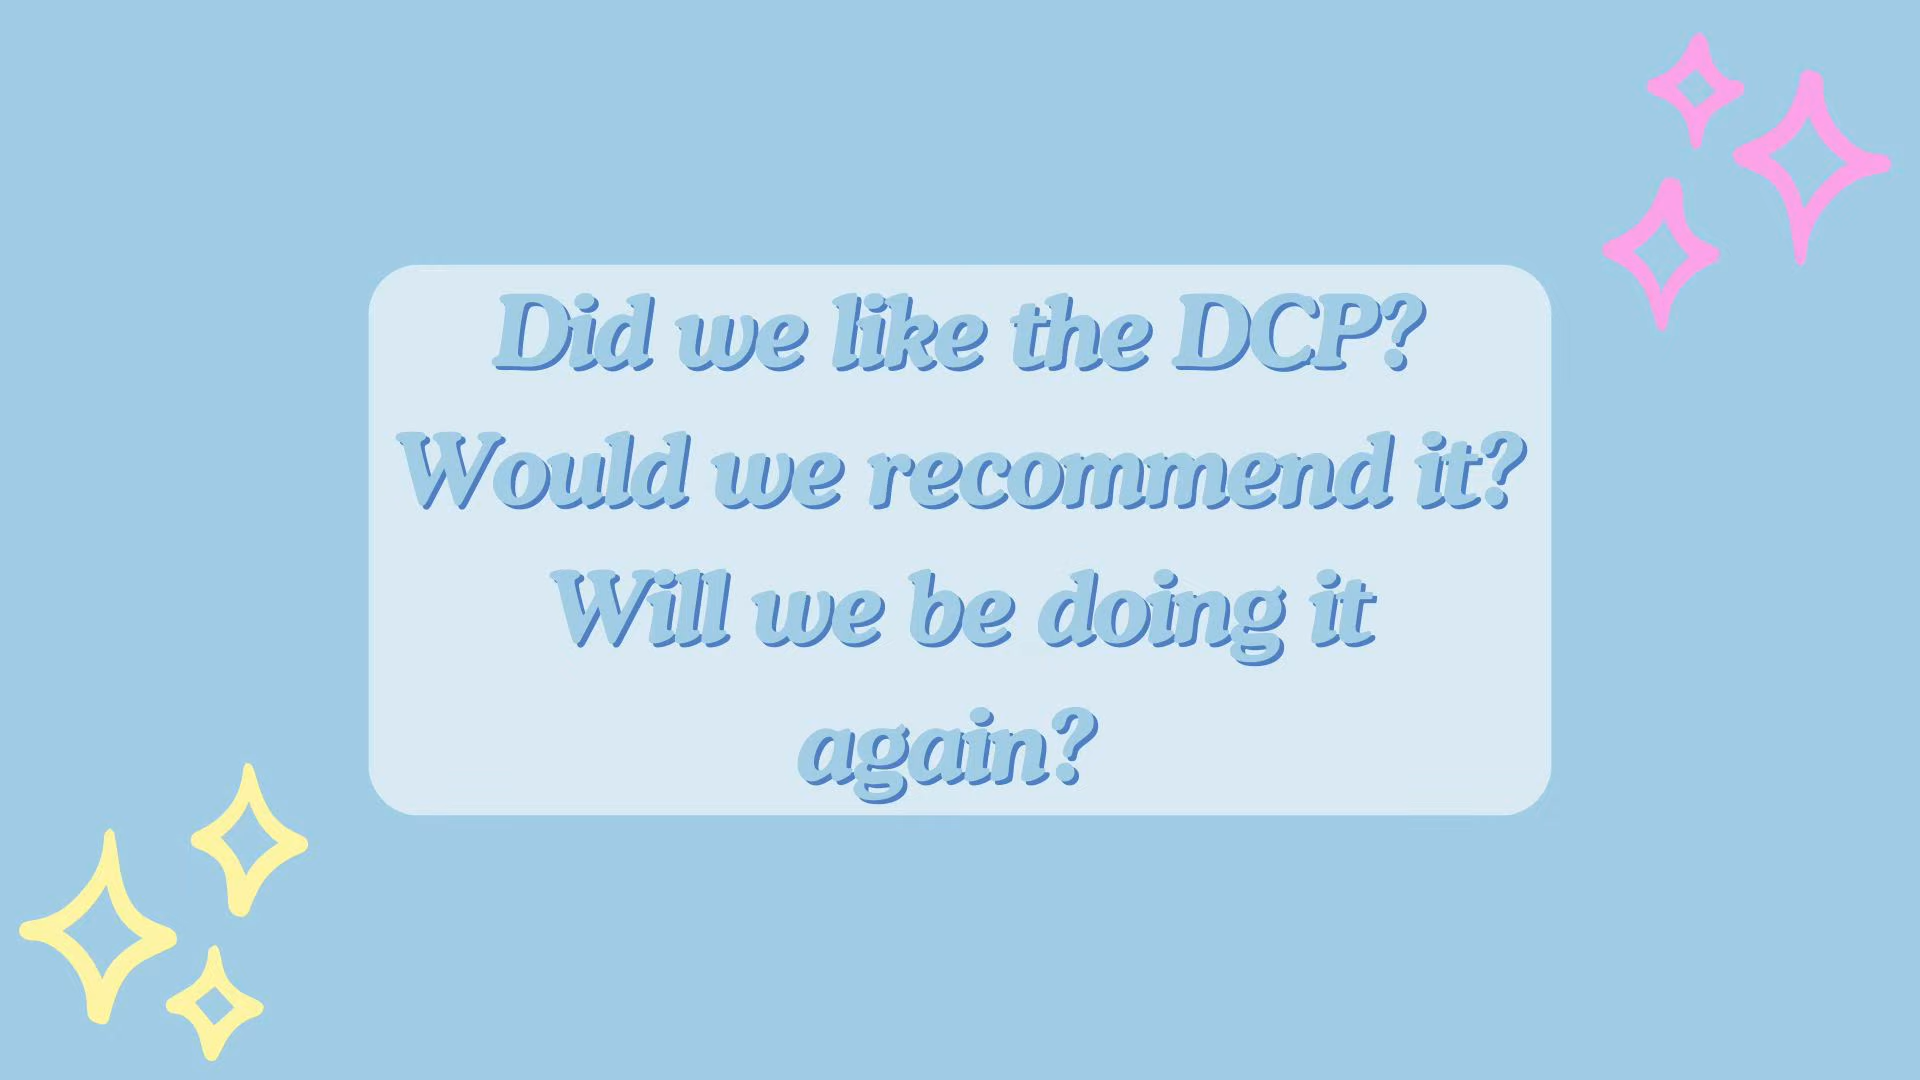 Did we like the DCP?
Would we recommend it?
Will we be doing it
again?